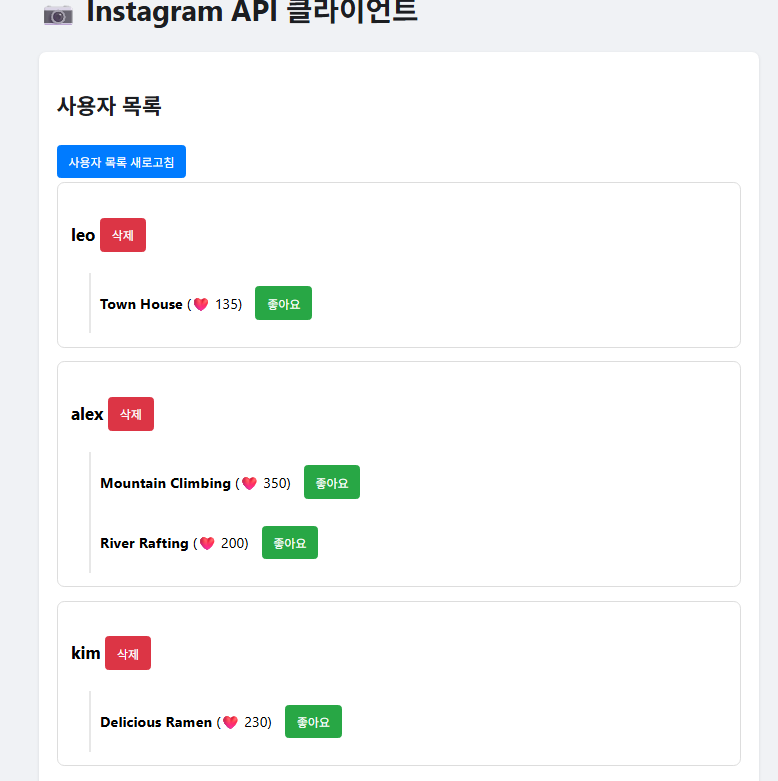 📷 Instagram API 클라이언트
사용자 목록
사용자 목록 새로고침
leo 삭제
Town House (💖 135) 좋아요
alex 삭제
Mountain Climbing (💖 350) 좋아요
River Rafting (💖 200) 좋아요
kim 삭제
Delicious Ramen (💖 230) 좋아요